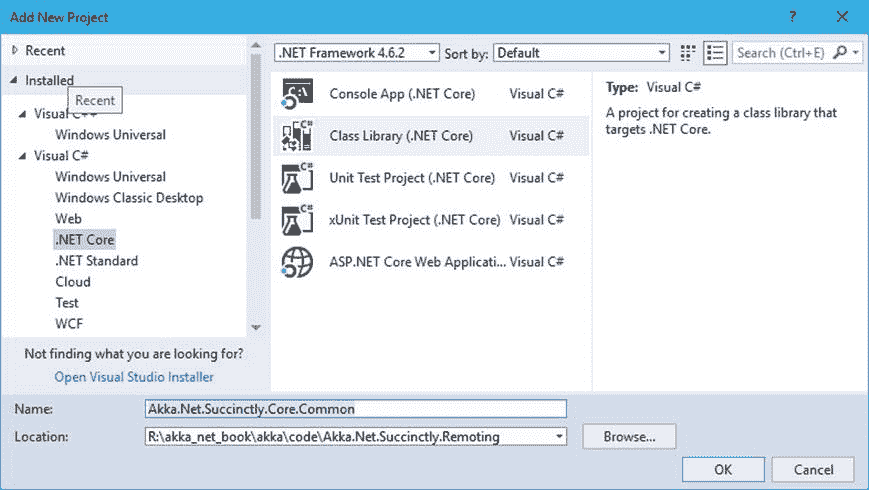 Add New Project
?
Recent
Installed
Recent
Visual C++
Windows Universal
Visual C#
Windows Universal
Windows Classic Desktop
Web
.NET Core
.NET Standard
Cloud
Test
WCF
Not finding what you are looking for?
Open Visual Studio Installer
.NET Framework 4.6.2
Sort by: Default
Search (Ctrl+E)
Console App (.NET Core) Visual C#
Class Library (.NET Core) Visual C#
Unit Test Project (.NET Core) Visual C#
xUnit Test Project (.NET Core) Visual C#
ASP.NET Core Web Applicati... Visual C#
Type: Visual C#
A project for creating a class library that
targets .NET Core.
Name: Akka.Net.Succinctly.Core.Common
Location: R:\akka_net_book\akka\code\Akka.Net.Succinctly.Remoting
Browse...
OK
Cancel